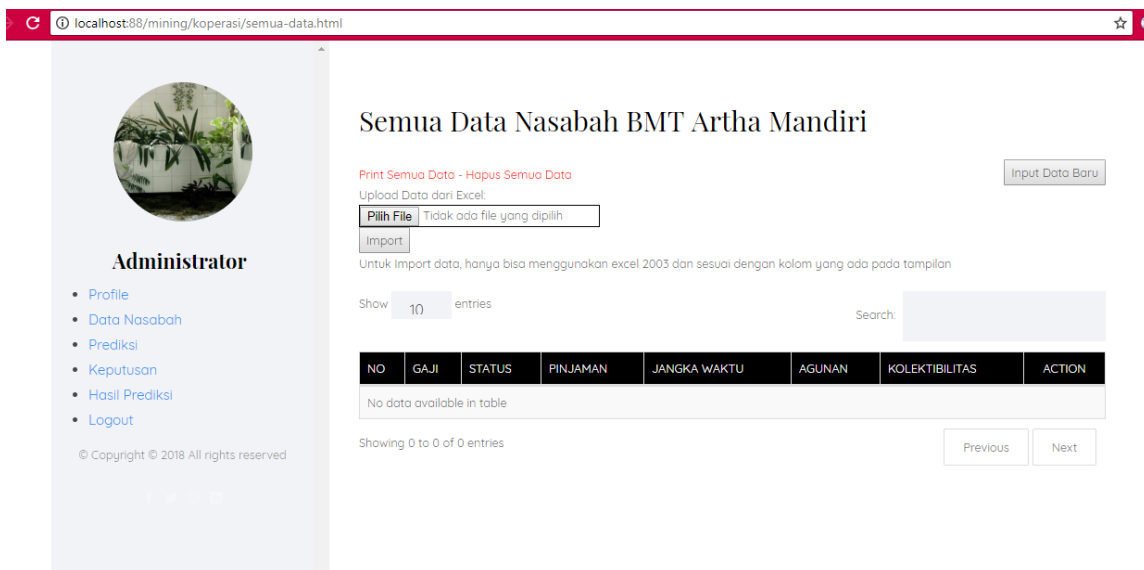 localhost:88/mining/koperasi/semua-data.html
Administrator
Profile
Data Nasabah
Prediksi
Keputusan
Hasil Prediksi
Logout
© Copyright © 2018 All rights reserved
Semua Data Nasabah BMT Artha Mandiri
Print Semua Data - Hapus Semua Data
Input Data Baru
Upload Data dari Excel:
Pilih File Tidak ada file yang dipilih
Import
Untuk Import data, hanya bisa menggunakan excel 2003 dan sesuai dengan kolom yang ada pada tampilan
Show 10 entries
Search:
NO GAJI STATUS PINJAMAN JANGKA WAKTU AGUNAN KOLEKTIBILITAS ACTION
No data available in table
Showing 0 to 0 of 0 entries
Previous Next